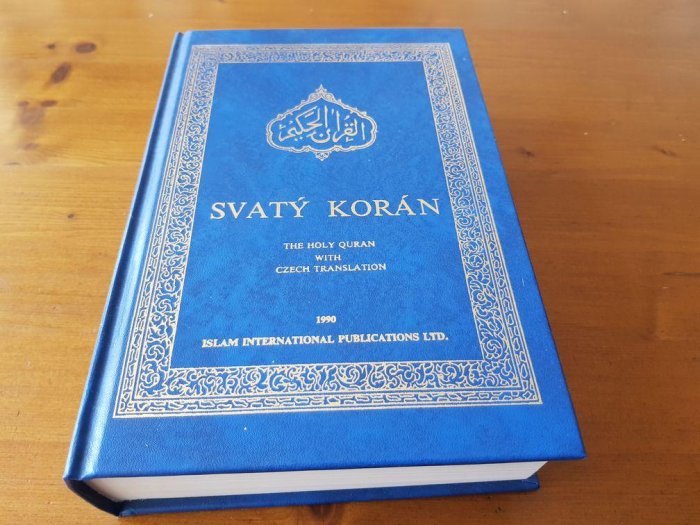 القرآن الحكيم
SVATÝ KORÁN
THE HOLY QURAN
WITH
CZECH TRANSLATION
1990
ISLAM INTERNATIONAL PUBLICATIONS LTD.